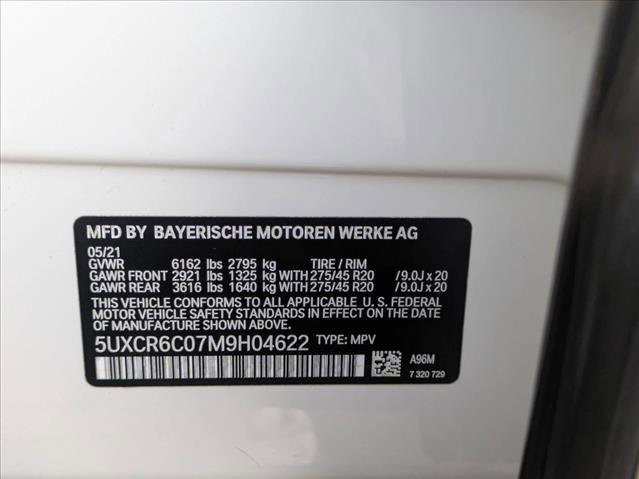 MFD BY BAYERISCHE MOTOREN WERKE AG
05/21
GVWR 6162 lbs 2795 kg TIRE / RIM
GAWR FRONT 2921 lbs 1325 kg WITH 275/45 R20 /9.0J x 20
GAWR REAR 3616 lbs 1640 kg WITH 275/45 R20 /9.0J x 20
THIS VEHICLE CONFORMS TO ALL APPLICABLE U. S. FEDERAL
MOTOR VEHICLE SAFETY STANDARDS IN EFFECT ON THE
DATE OF MANUFACTURE SHOWN ABOVE.
5UXCR6C07M9H04622 TYPE: MPV
A96M
7 320 729